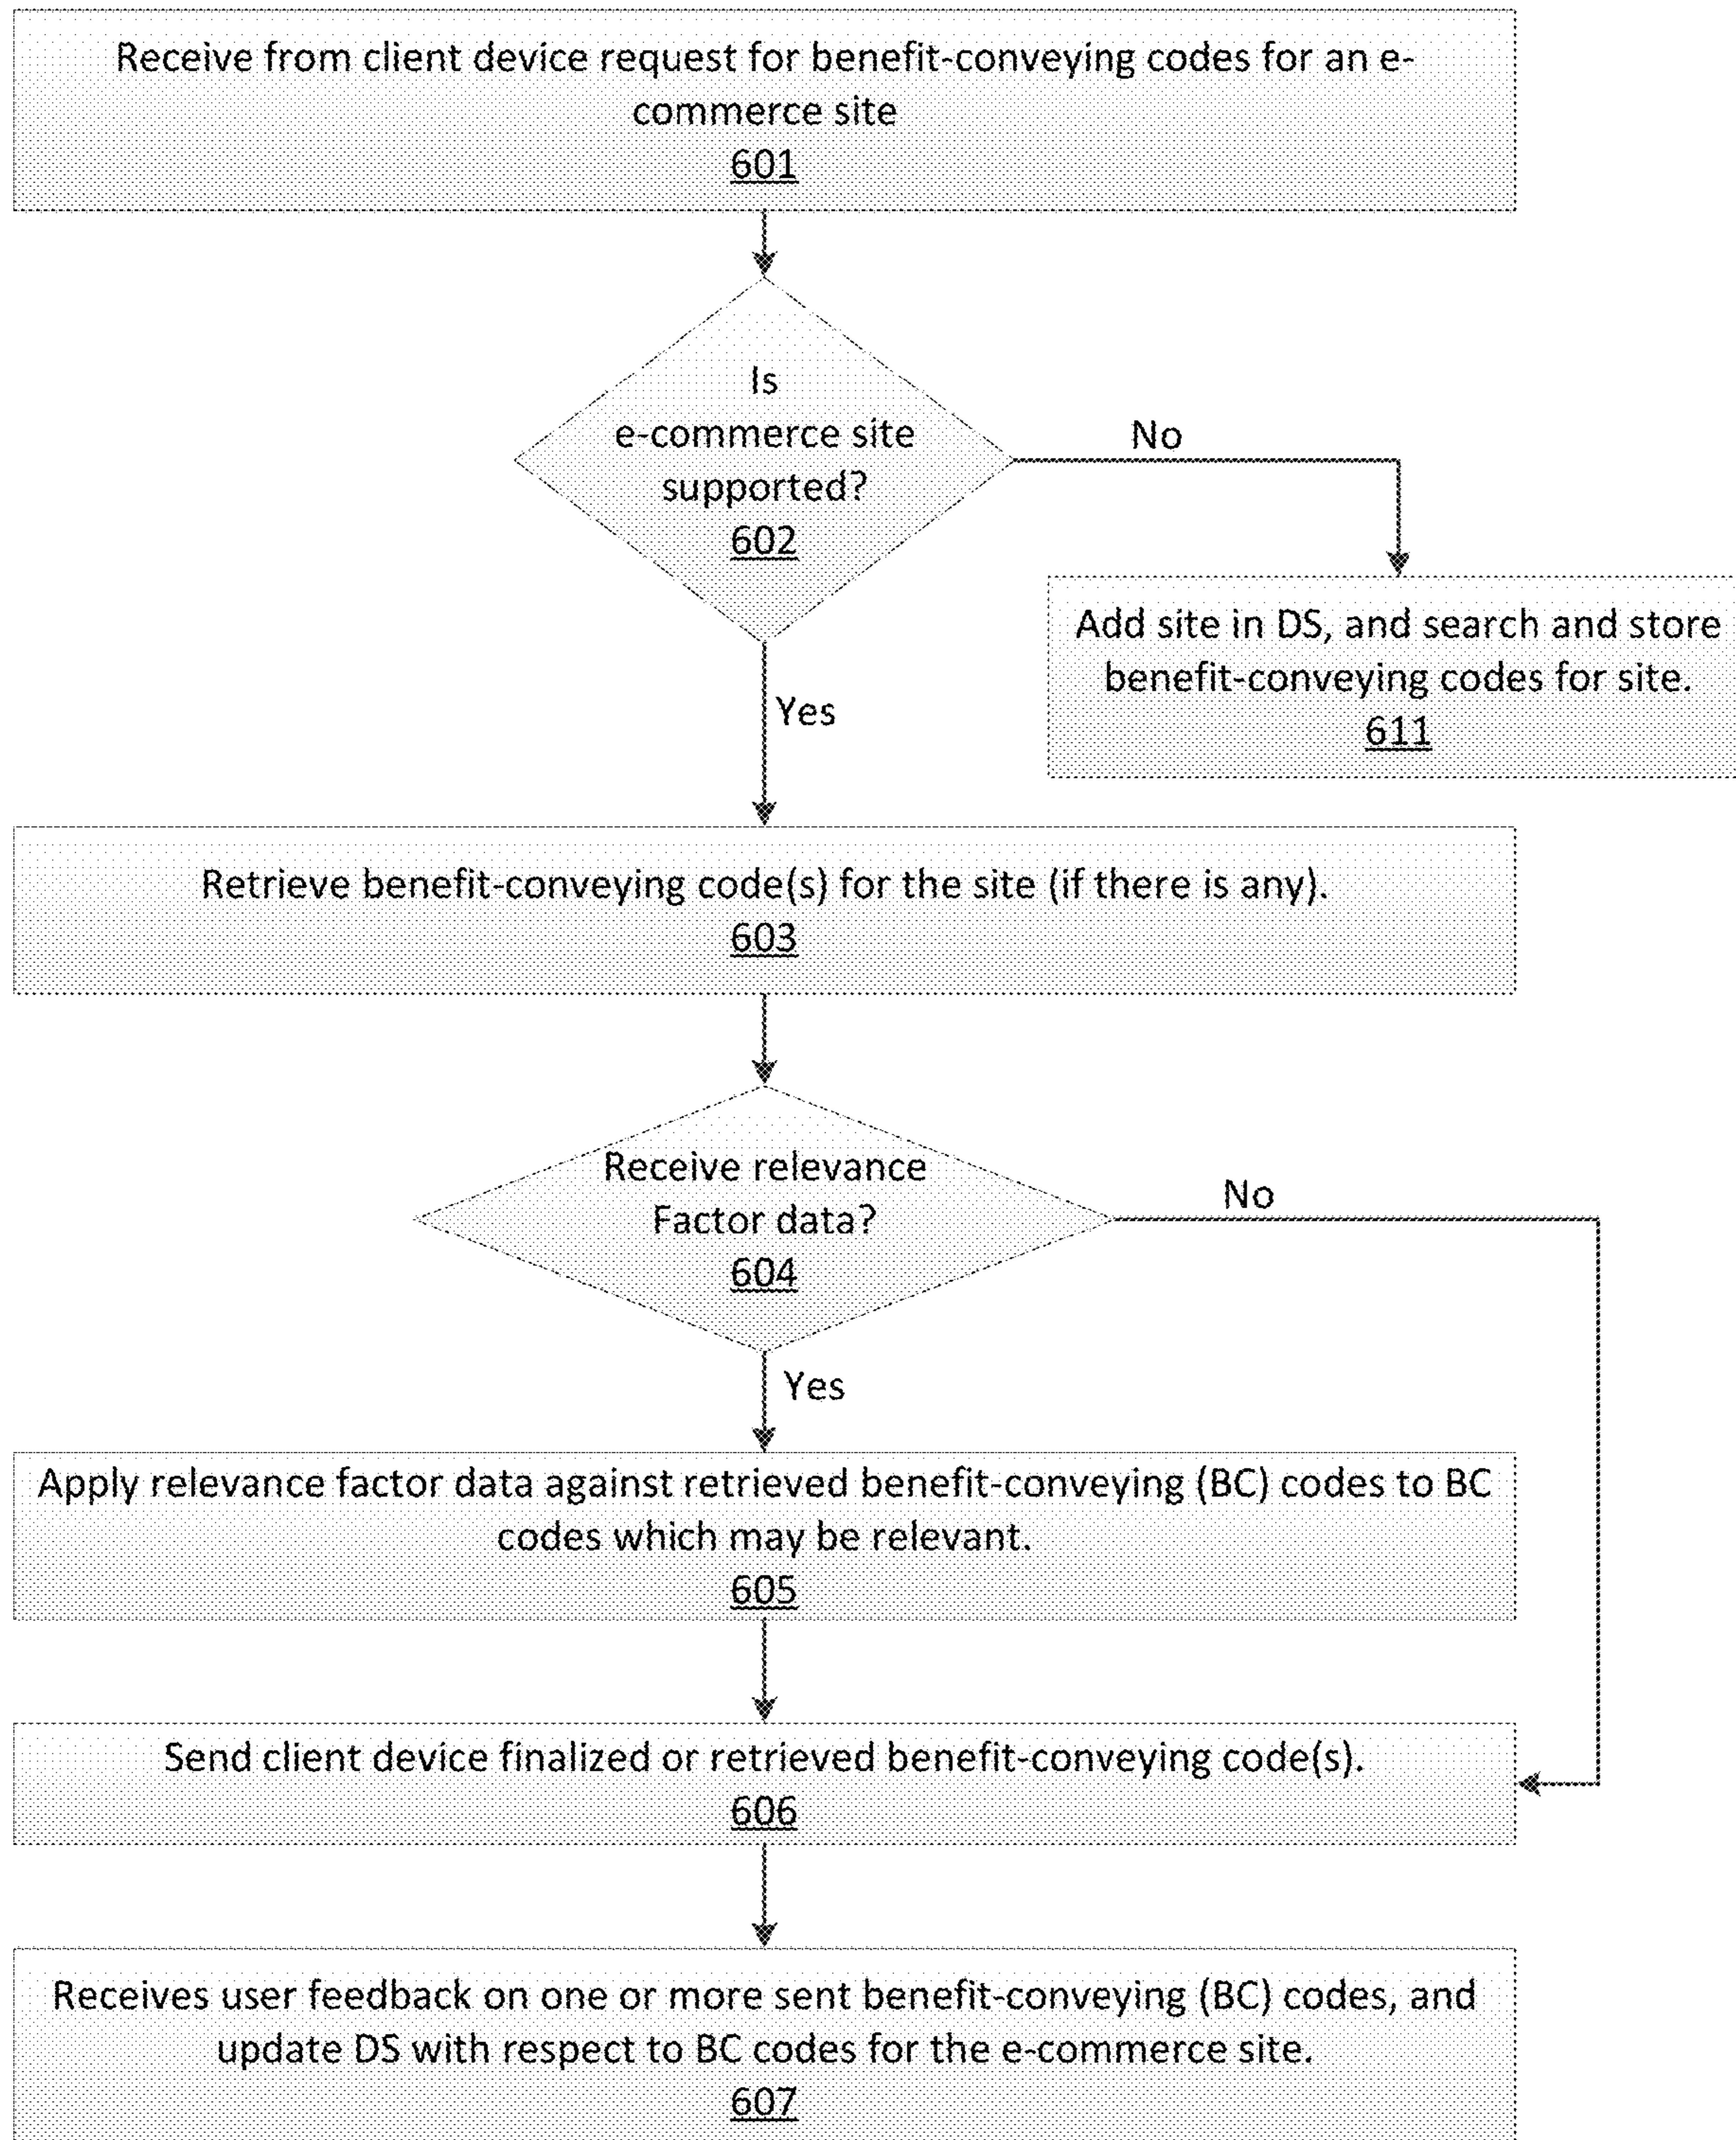 Receive from client device request for benefit-conveying codes for an e-
commerce site
601
Is
e-commerce site
supported?
602
No
Add site in DS, and search and store
benefit-conveying codes for site.
611
Yes
Retrieve benefit-conveying code(s) for the site (if there is any).
603
Receive relevance
Factor data?
604
No
Yes
Apply relevance factor data against retrieved benefit-conveying (BC) codes to BC
codes which may be relevant.
605
Send client device finalized or retrieved benefit-conveying code(s).
606
Receives user feedback on one or more sent benefit-conveying (BC) codes, and
update DS with respect to BC codes for the e-commerce site.
607